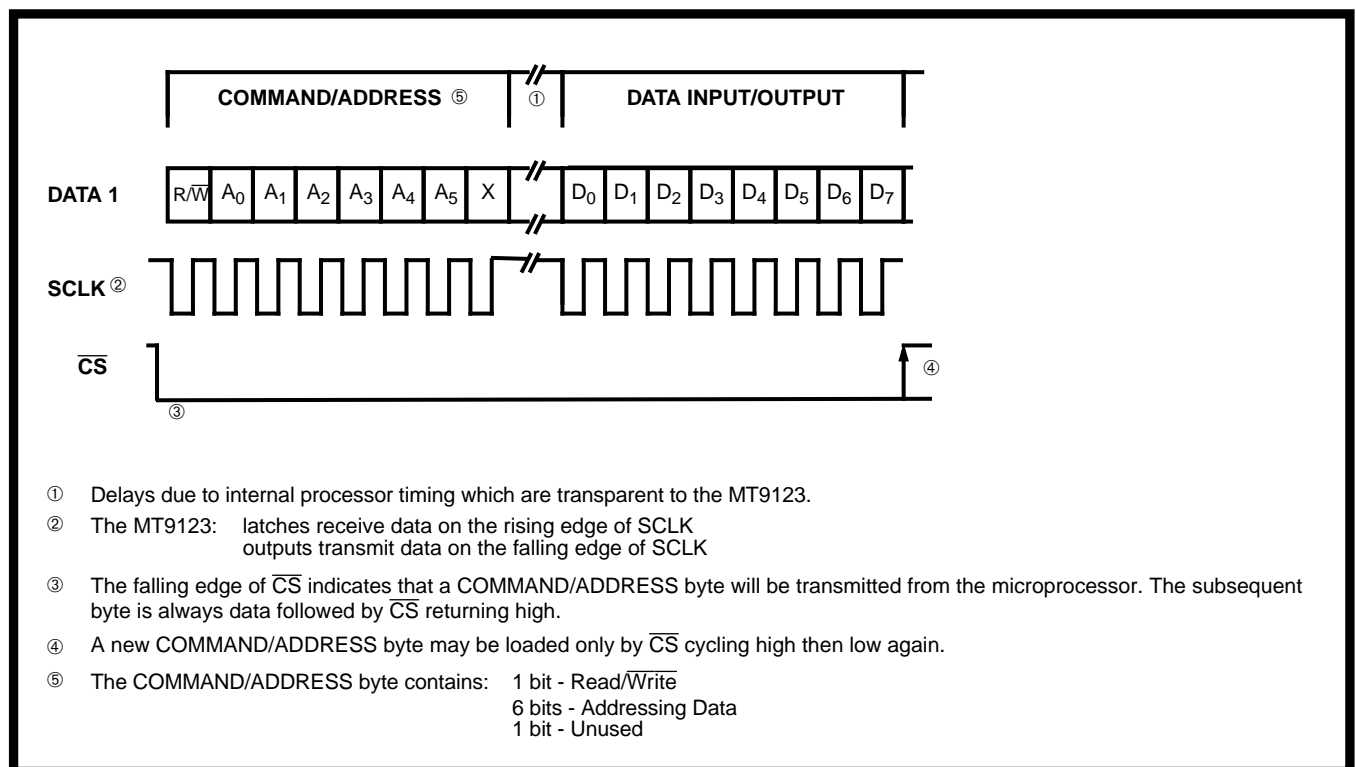 COMMAND/ADDRESS ⑤ ① DATA INPUT/OUTPUT
DATA 1 R/W̅ A₀ A₁ A₂ A₃ A₄ A₅ X D₀ D₁ D₂ D₃ D₄ D₅ D₆ D₇
SCLK ②
C̅S̅ ④
③
① Delays due to internal processor timing which are transparent to the MT9123.
② The MT9123: latches receive data on the rising edge of SCLK
outputs transmit data on the falling edge of SCLK
③ The falling edge of C̅S̅ indicates that a COMMAND/ADDRESS byte will be transmitted from the microprocessor. The subsequent
byte is always data followed by C̅S̅ returning high.
④ A new COMMAND/ADDRESS byte may be loaded only by C̅S̅ cycling high then low again.
⑤ The COMMAND/ADDRESS byte contains: 1 bit - Read/W̅r̅i̅t̅e̅
6 bits - Addressing Data
1 bit - Unused